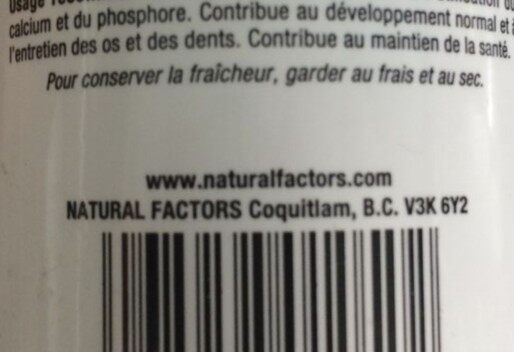 calcium et du phosphore. Contribue au développement normal et à
l'entretien des os et des dents. Contribue au maintien de la santé.
Pour conserver la fraîcheur, garder au frais et au sec.
www.naturalfactors.com
NATURAL FACTORS Coquitlam, B.C. V3K 6Y2